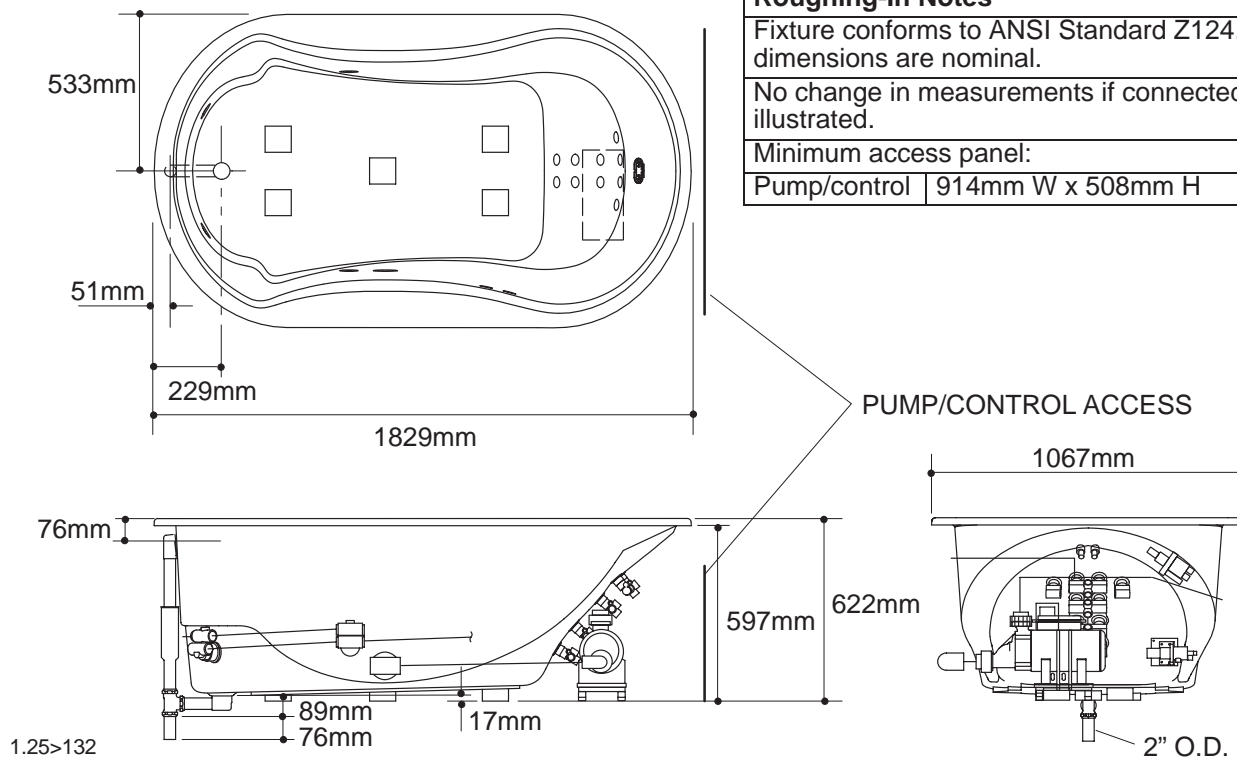 Roughing-In Notes
Fixture conforms to ANSI Standard Z124.
dimensions are nominal.
No change in measurements if connected
illustrated.
Minimum access panel:
Pump/control 914mm W x 508mm H
533mm
51mm
229mm
1829mm
PUMP/CONTROL ACCESS
1067mm
76mm
597mm
622mm
89mm
17mm
76mm
2” O.D.
1.25>132